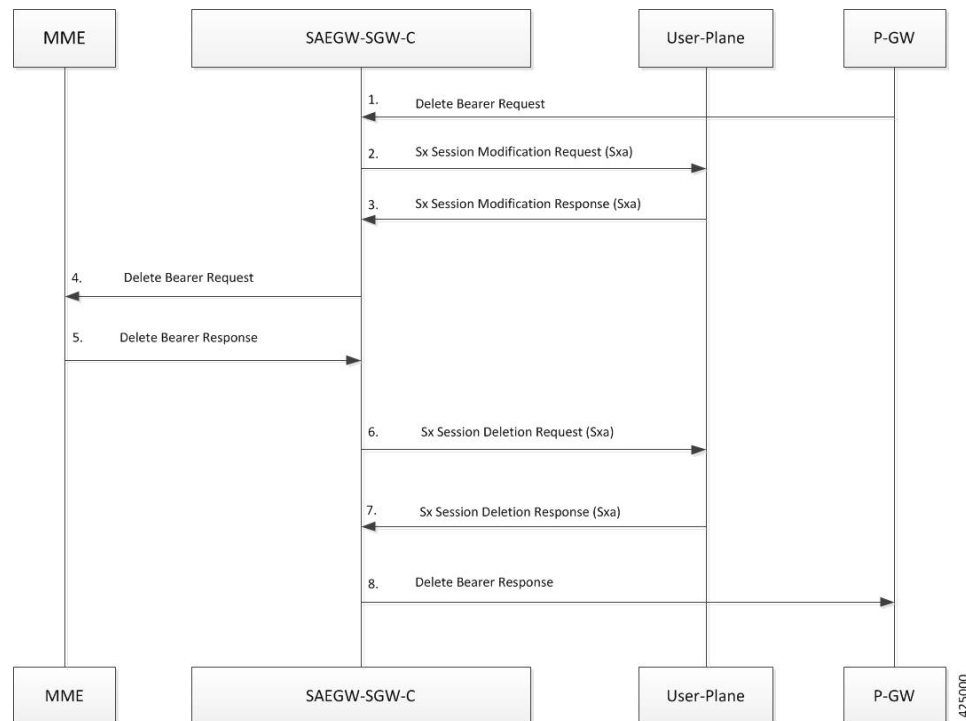 MME
SAEGW-SGW-C
User-Plane
P-GW
1. Delete Bearer Request
2. Sx Session Modification Request (Sxa)
3. Sx Session Modification Response (Sxa)
4. Delete Bearer Request
5. Delete Bearer Response
6. Sx Session Deletion Request (Sxa)
7. Sx Session Deletion Response (Sxa)
8. Delete Bearer Response
MME
SAEGW-SGW-C
User-Plane
P-GW
425000